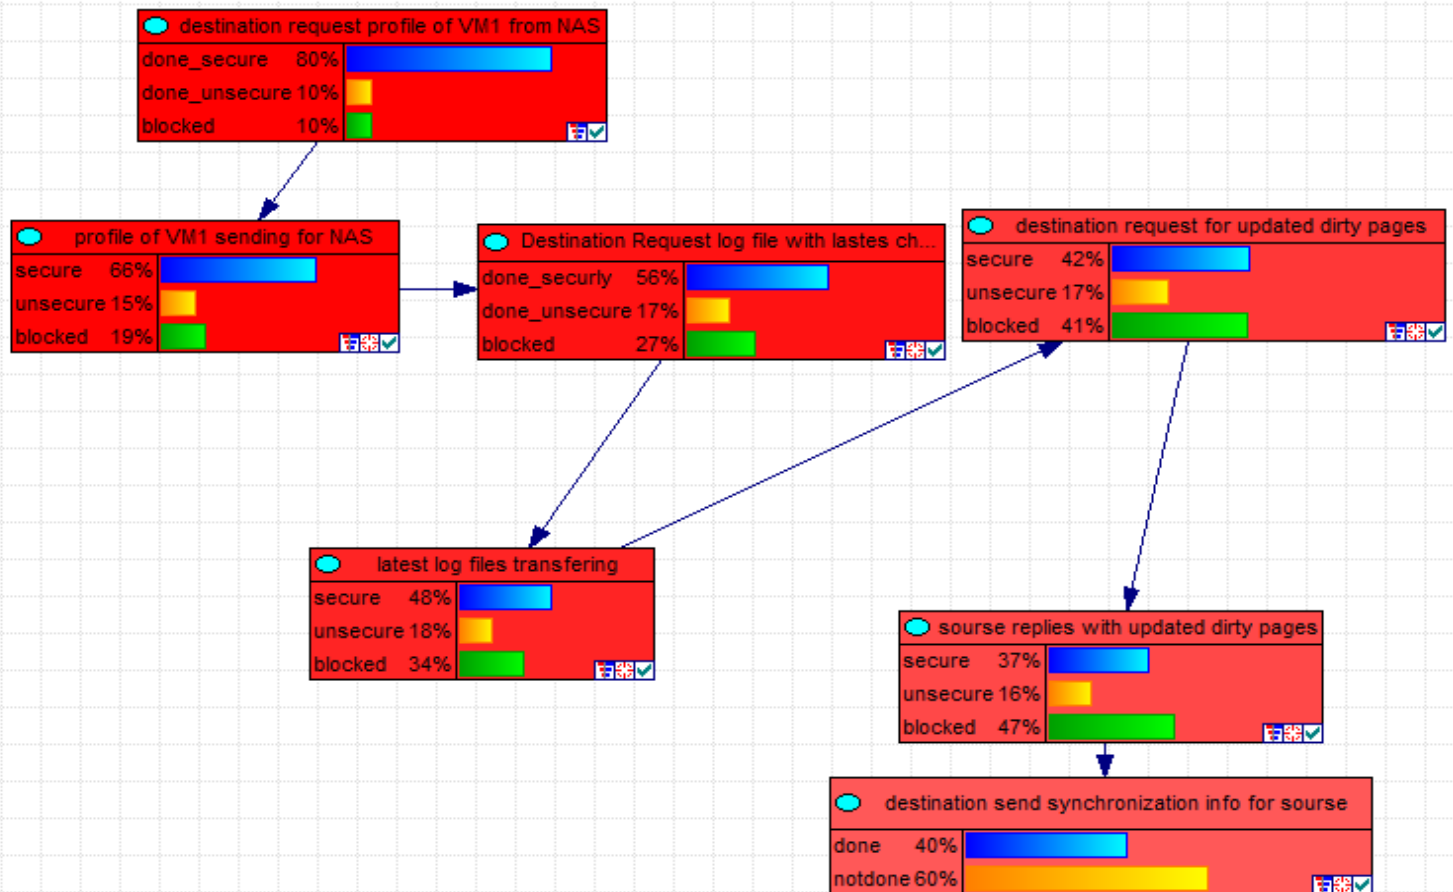 destination request profile of VM1 from NAS
done_secure 80%
done_unsecure 10%
blocked 10%
profile of VM1 sending for NAS
secure 66%
unsecure 15%
blocked 19%
Destination Request log file with lastes ch...
done_securly 56%
done_unsecure 17%
blocked 27%
destination request for updated dirty pages
secure 42%
unsecure 17%
blocked 41%
latest log files transfering
secure 48%
unsecure 18%
blocked 34%
sourse replies with updated dirty pages
secure 37%
unsecure 16%
blocked 47%
destination send synchronization info for sourse
done 40%
notdone 60%